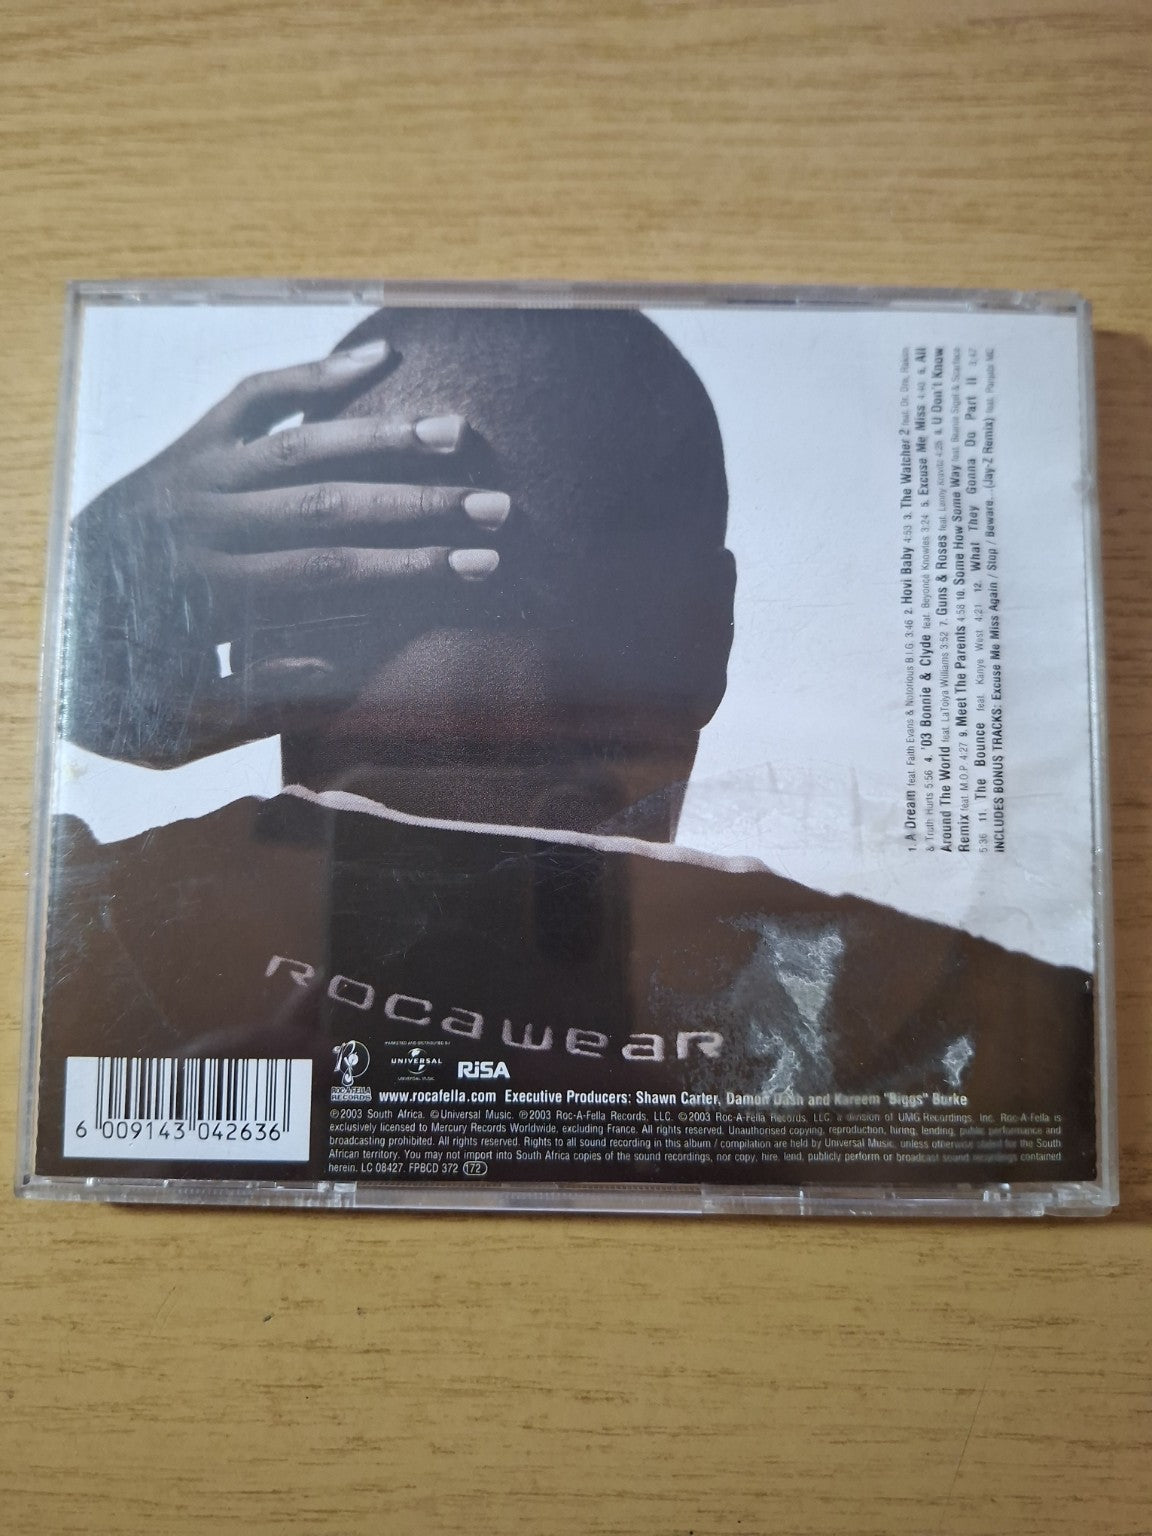 1. A Dream feat. Faith Evans & Notorious B.I.G. 3:46 2. Hovi Baby 4:53 3. The Watcher 2 feat. Dr. Dre, Rakim
& Truth Hurts 5:56 4. '03 Bonnie & Clyde feat. Beyoncé Knowles 3:24 5. Excuse Me Miss 4:40 6. All
Around The World feat. LaToiya Williams 3:52 7. Guns & Roses feat. Lenny Kravitz 4:25 8. U Don't Know
Remix feat. M.O.P. 4:27 9. Meet The Parents 4:58 10. Some How Some Way feat. Beanie Sigel & Scarface
5:36 11. The Bounce feat. Kanye West 4:21 12. What They Gonna Do Part II 3:47
INCLUDES BONUS TRACKS: Excuse Me Miss Again / Stop / Beware...(Jay-Z Remix) feat. Panjabi MC
ROCAWEAR
MARKETED AND DISTRIBUTED BY
UNIVERSAL
UNIVERSAL MUSIC
RiSA
ROC-A-FELLA
RECORDS
www.rocafella.com Executive Producers: Shawn Carter, Damon Dash and Kareem "Biggs" Burke
℗2003 South Africa. ©Universal Music. ℗2003 Roc-A-Fella Records, LLC. ©2003 Roc-A-Fella Records, LLC, a division of UMG Recordings, Inc. Roc-A-Fella is
exclusively licensed to Mercury Records Worldwide, excluding France. All rights reserved. Unauthorised copying, reproduction, hiring, lending, public performance and
broadcasting prohibited. All rights reserved. Rights to all sound recording in this album / compilation are held by Universal Music, unless otherwise stated for the South
African territory. You may not import into South Africa copies of the sound recordings, nor copy, hire, lend, publicly perform or broadcast sound recordings contained
herein. LC 08427. FPBCD 372 172
6 009143 042636